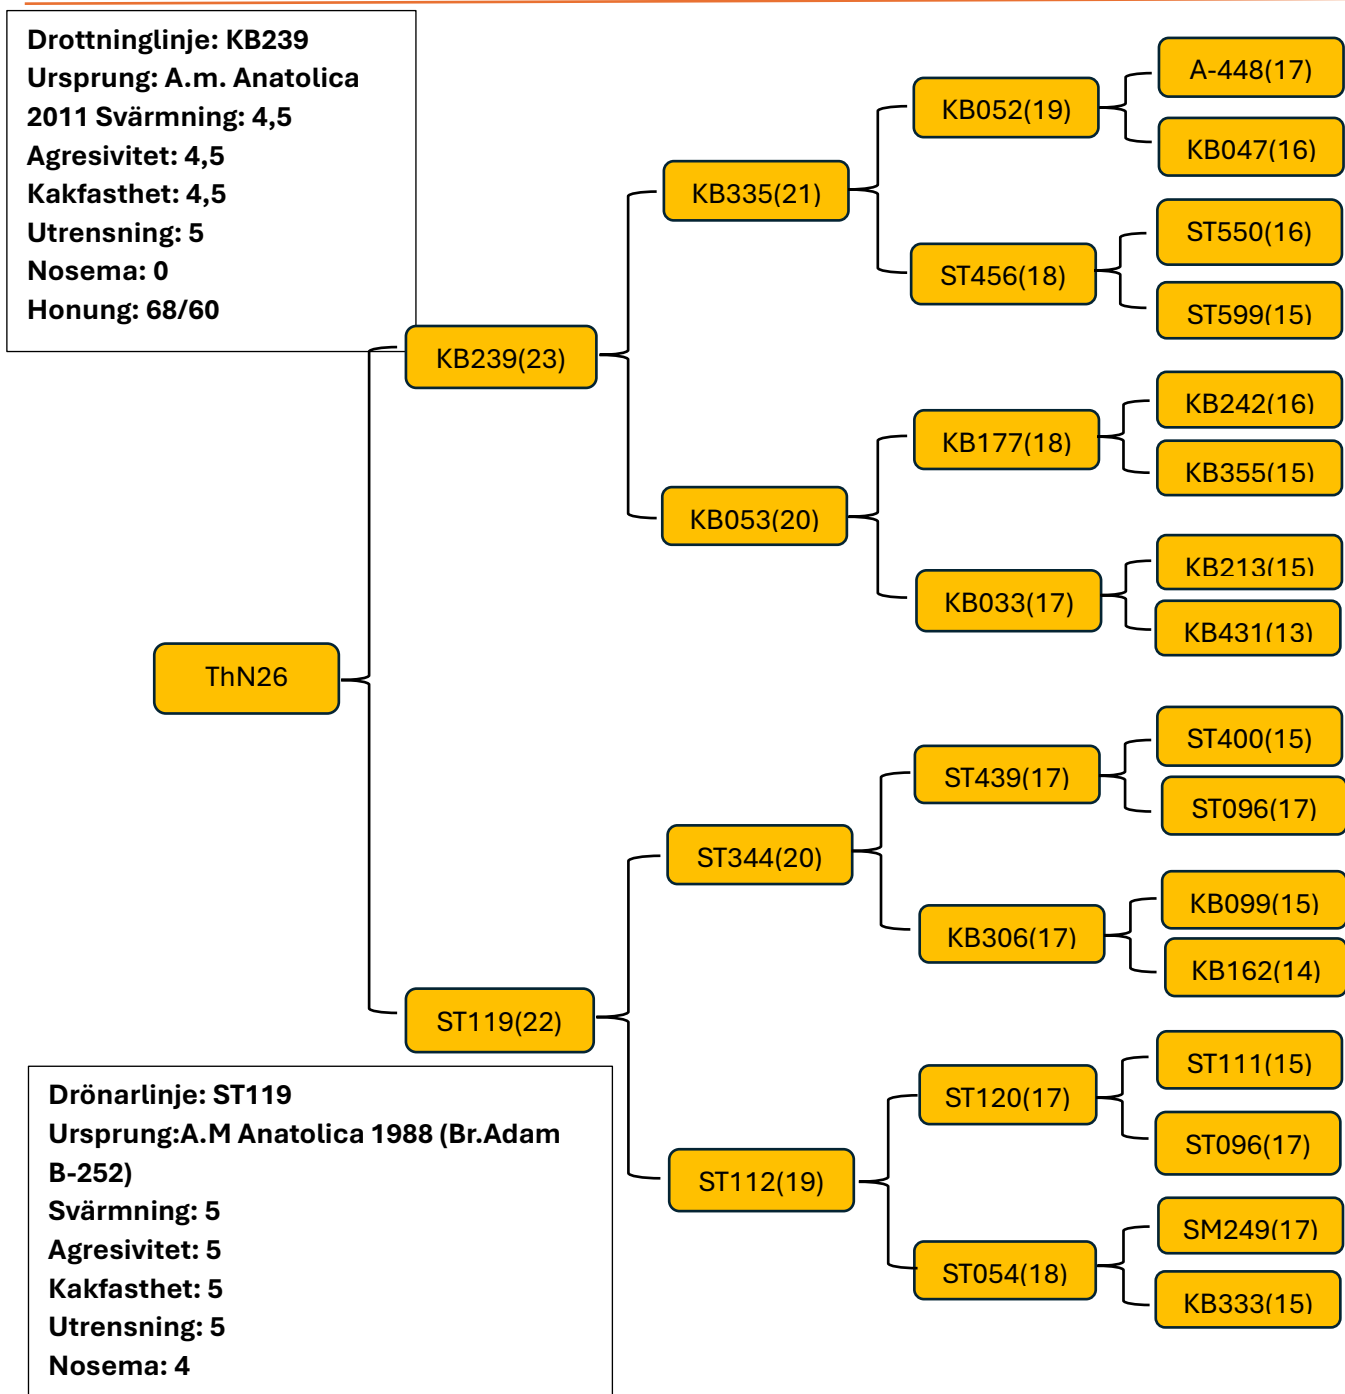 Drottninglinje: KB239
Ursprung: A.m. Anatolica
2011 Svärmning: 4,5
Agresivitet: 4,5
Kakfasthet: 4,5
Utrensning: 5
Nosema: 0
Honung: 68/60
A-448(17)
KB052(19)
KB047(16)
KB335(21)
ST550(16)
ST456(18)
ST599(15)
KB239(23)
KB242(16)
KB177(18)
KB355(15)
KB053(20)
KB213(15)
KB033(17)
KB431(13)
ThN26
ST400(15)
ST439(17)
ST096(17)
ST344(20)
KB099(15)
KB306(17)
KB162(14)
ST119(22)
ST111(15)
ST120(17)
ST096(17)
ST112(19)
SM249(17)
ST054(18)
KB333(15)
Drönarlinje: ST119
Ursprung:A.M Anatolica 1988 (Br.Adam
B-252)
Svärmning: 5
Agresivitet: 5
Kakfasthet: 5
Utrensning: 5
Nosema: 4